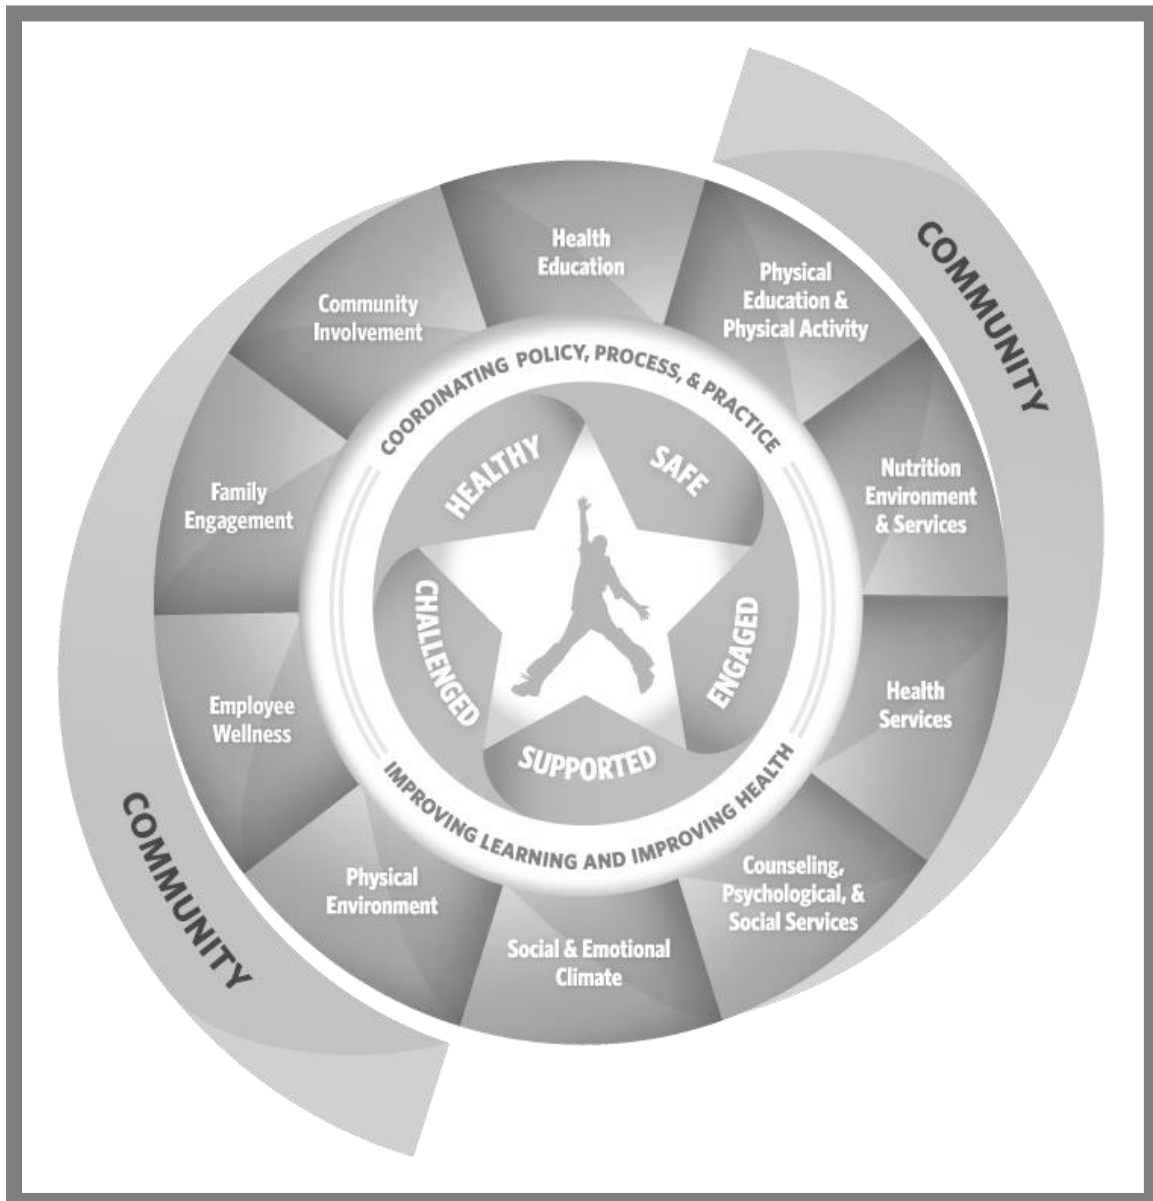 COMMUNITY
Health
Education
Physical
Education &
Physical Activity
Nutrition
Environment
& Services
Health
Services
Counseling,
Psychological, &
Social Services
Social & Emotional
Climate
Physical
Environment
Employee
Wellness
Family
Engagement
Community
Involvement
COORDINATING POLICY, PROCESS, & PRACTICE
IMPROVING LEARNING AND IMPROVING HEALTH
HEALTHY
SAFE
ENGAGED
SUPPORTED
CHALLENGED
COMMUNITY